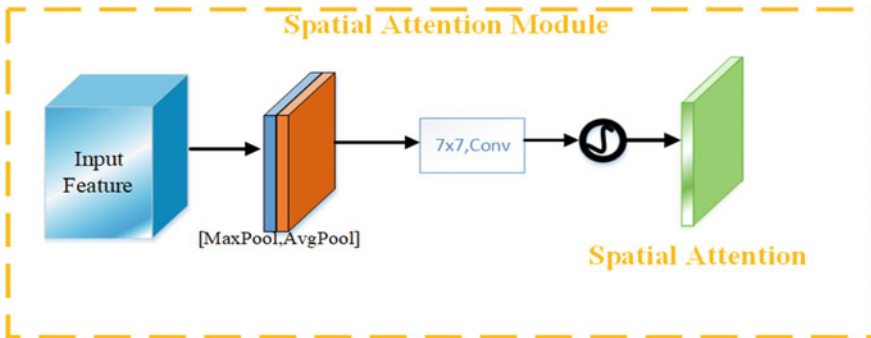 Spatial Attention Module
Input
Feature
[MaxPool,AvgPool]
7x7,Conv
Spatial Attention